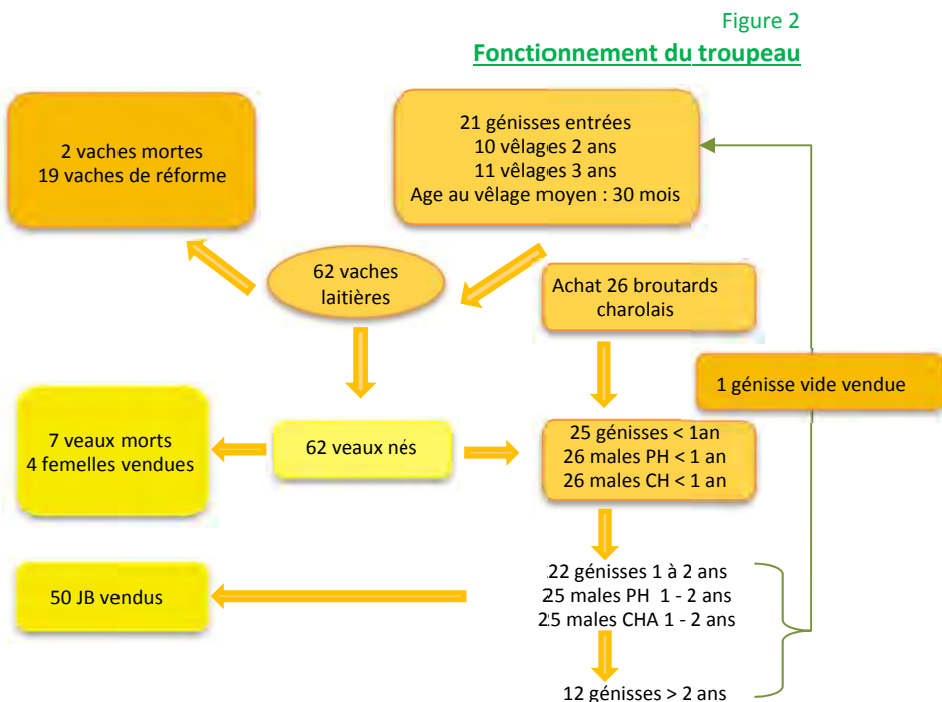 Figure 2
Fonctionnement du troupeau
2 vaches mortes
19 vaches de réforme
21 génisses entrées
10 vêlages 2 ans
11 vêlages 3 ans
Age au vêlage moyen : 30 mois
62 vaches
laitières
Achat 26 broutards
charolais
1 génisse vide vendue
7 veaux morts
4 femelles vendues
62 veaux nés
25 génisses < 1an
26 males PH < 1 an
26 males CH < 1 an
50 JB vendus
22 génisses 1 à 2 ans
25 males PH 1 - 2 ans
25 males CHA 1 - 2 ans
12 génisses > 2 ans